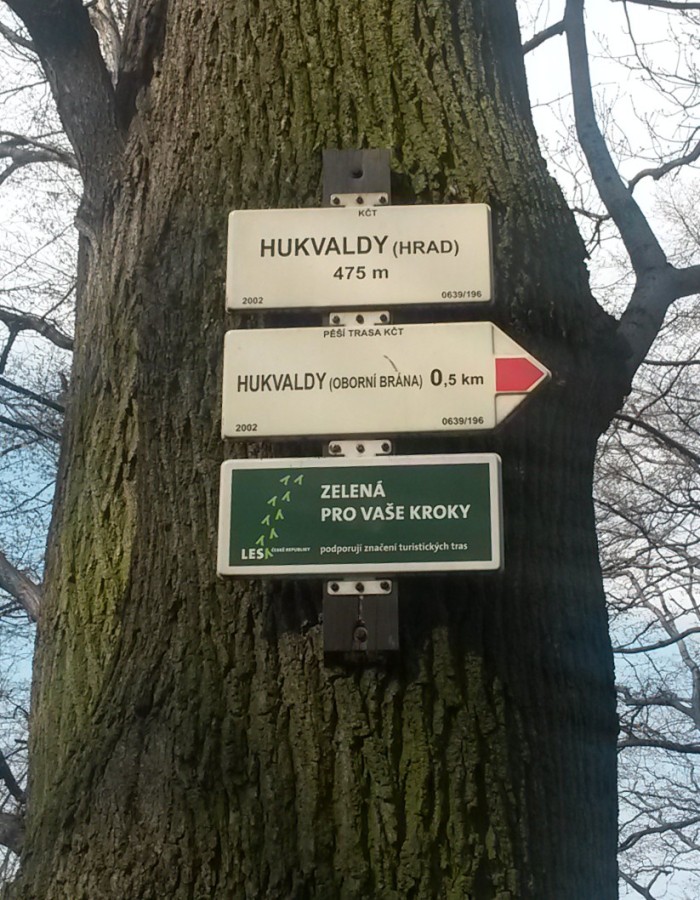 KČT
HUKVALDY (HRAD)
475 m
2002 0639/196
PĚŠÍ TRASA KČT
HUKVALDY (OBORNÍ BRÁNA) 0,5 km
2002 0639/196
ZELENÁ
PRO VAŠE KROKY
LESY ČESKÉ REPUBLIKY podporují značení turistických tras